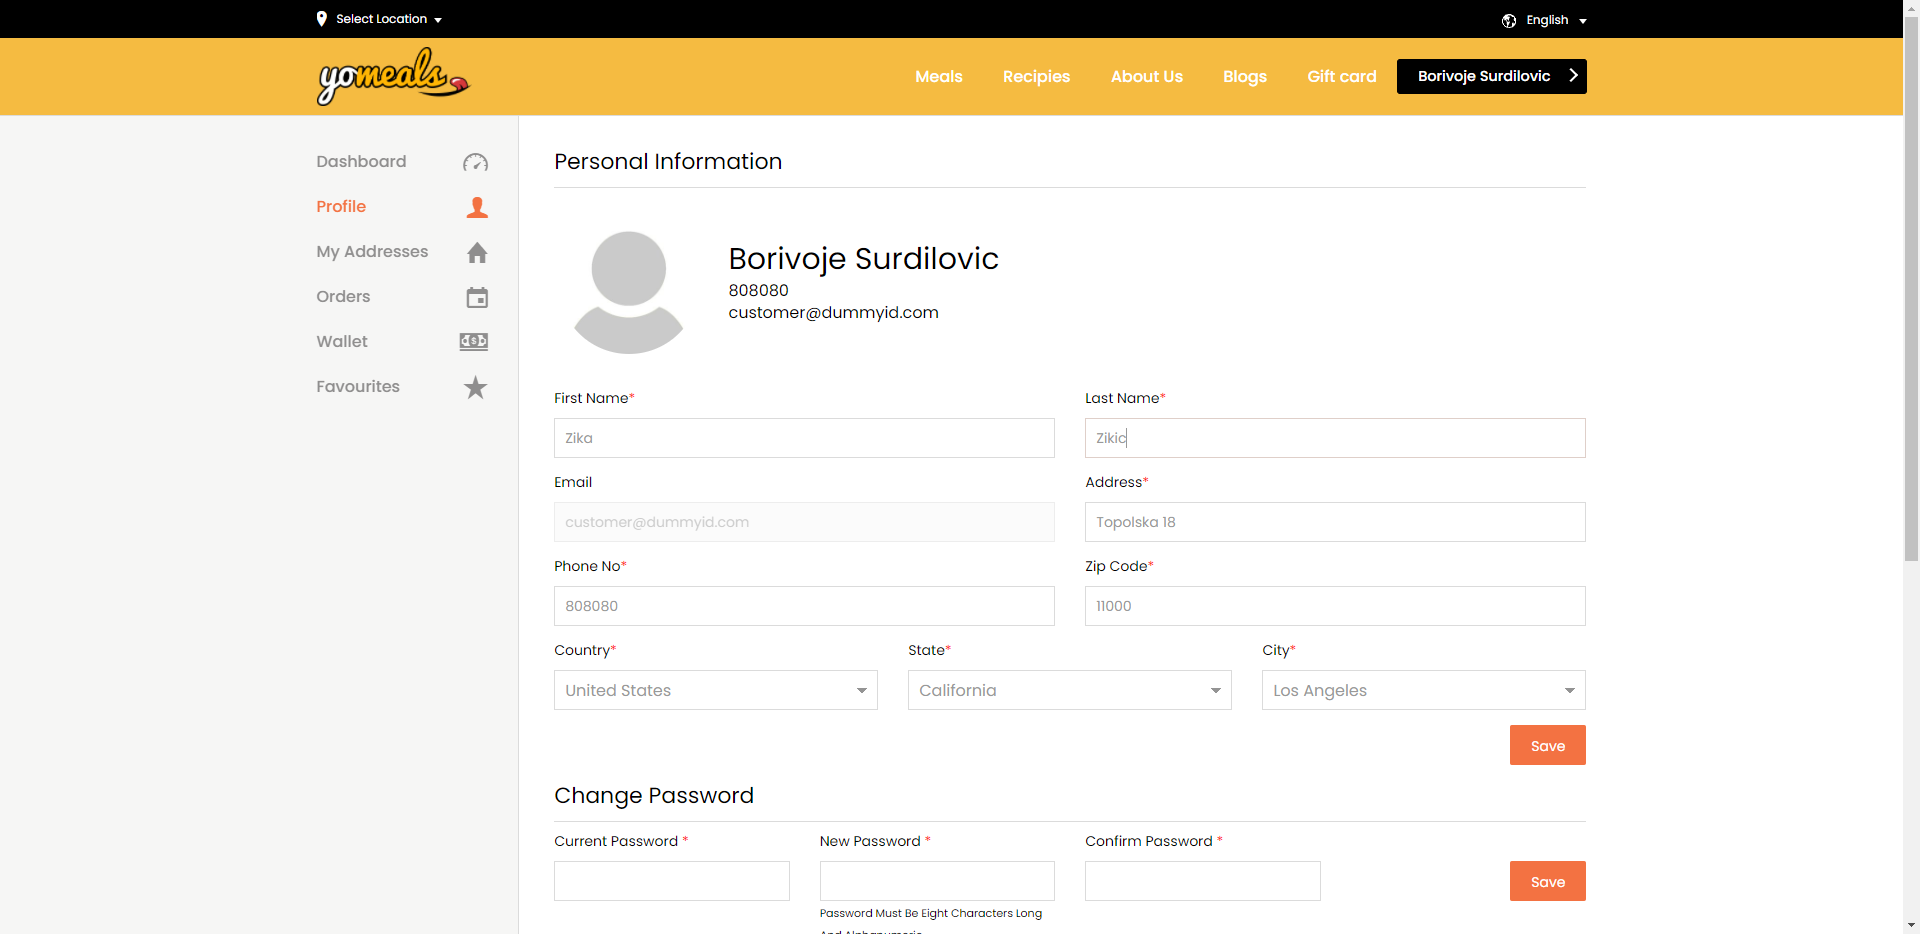 Select Location
English
yomeals
Meals
Recipies
About Us
Blogs
Gift card
Borivoje Surdilovic
Dashboard
Profile
My Addresses
Orders
Wallet
Favourites
Personal Information
Borivoje Surdilovic
808080
customer@dummyid.com
First Name*
Last Name*
Zika
Zikic
Email
Address*
customer@dummyid.com
Topolska 18
Phone No*
Zip Code*
808080
11000
Country*
State*
City*
United States
California
Los Angeles
Save
Change Password
Current Password *
New Password *
Confirm Password *
Save
Password Must Be Eight Characters Long